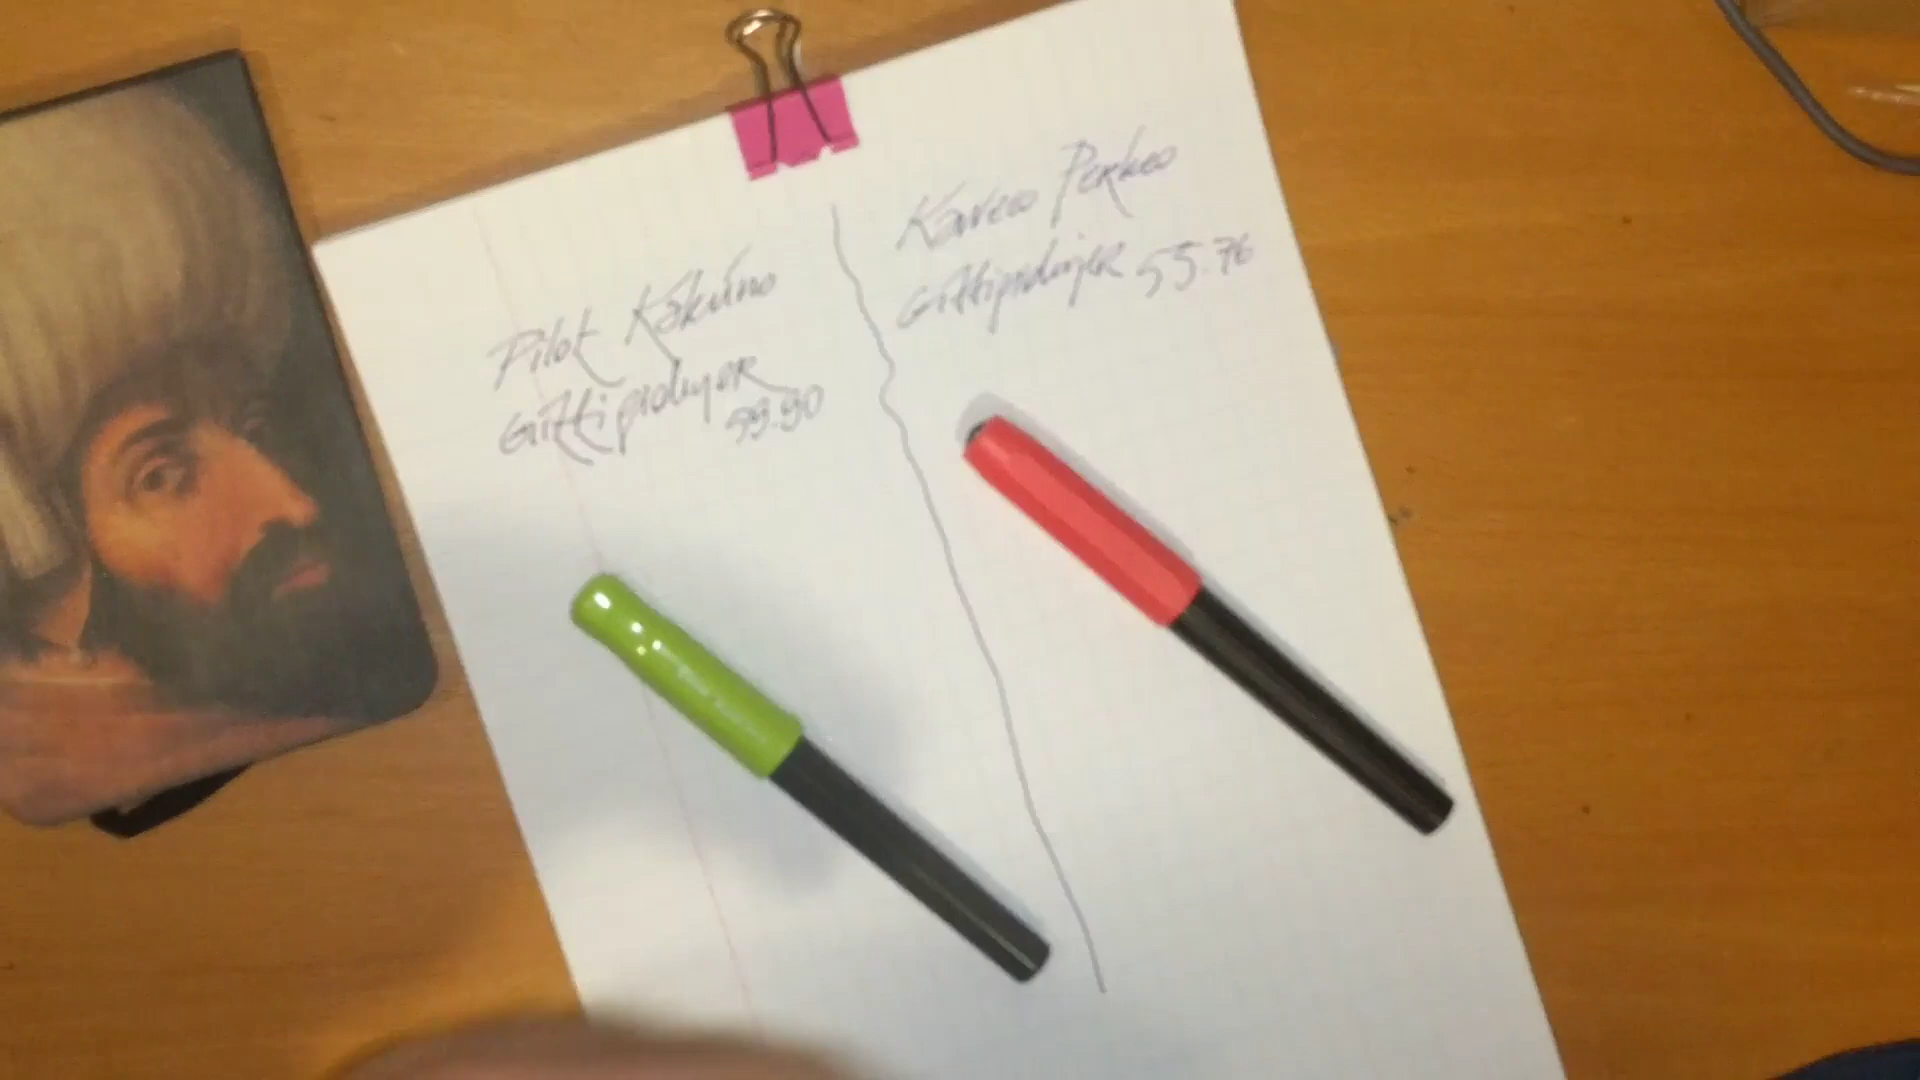 Pilot Kakuno
Gittigidiyor
99.90
Kaweco Perkeo
Gittigidiyor 55.76